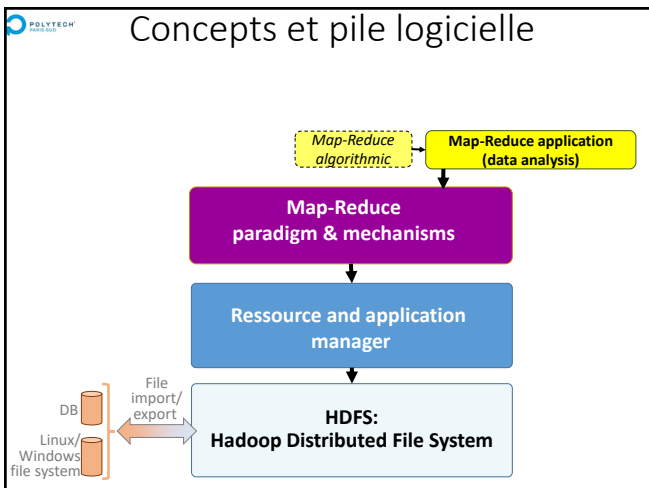 POLYTECH
PARIS-SUD
Concepts et pile logicielle
Map-Reduce
algorithmic
Map-Reduce application
(data analysis)
Map-Reduce
paradigm & mechanisms
Ressource and application
manager
File
import/
export
DB
Linux/
Windows
file system
HDFS:
Hadoop Distributed File System